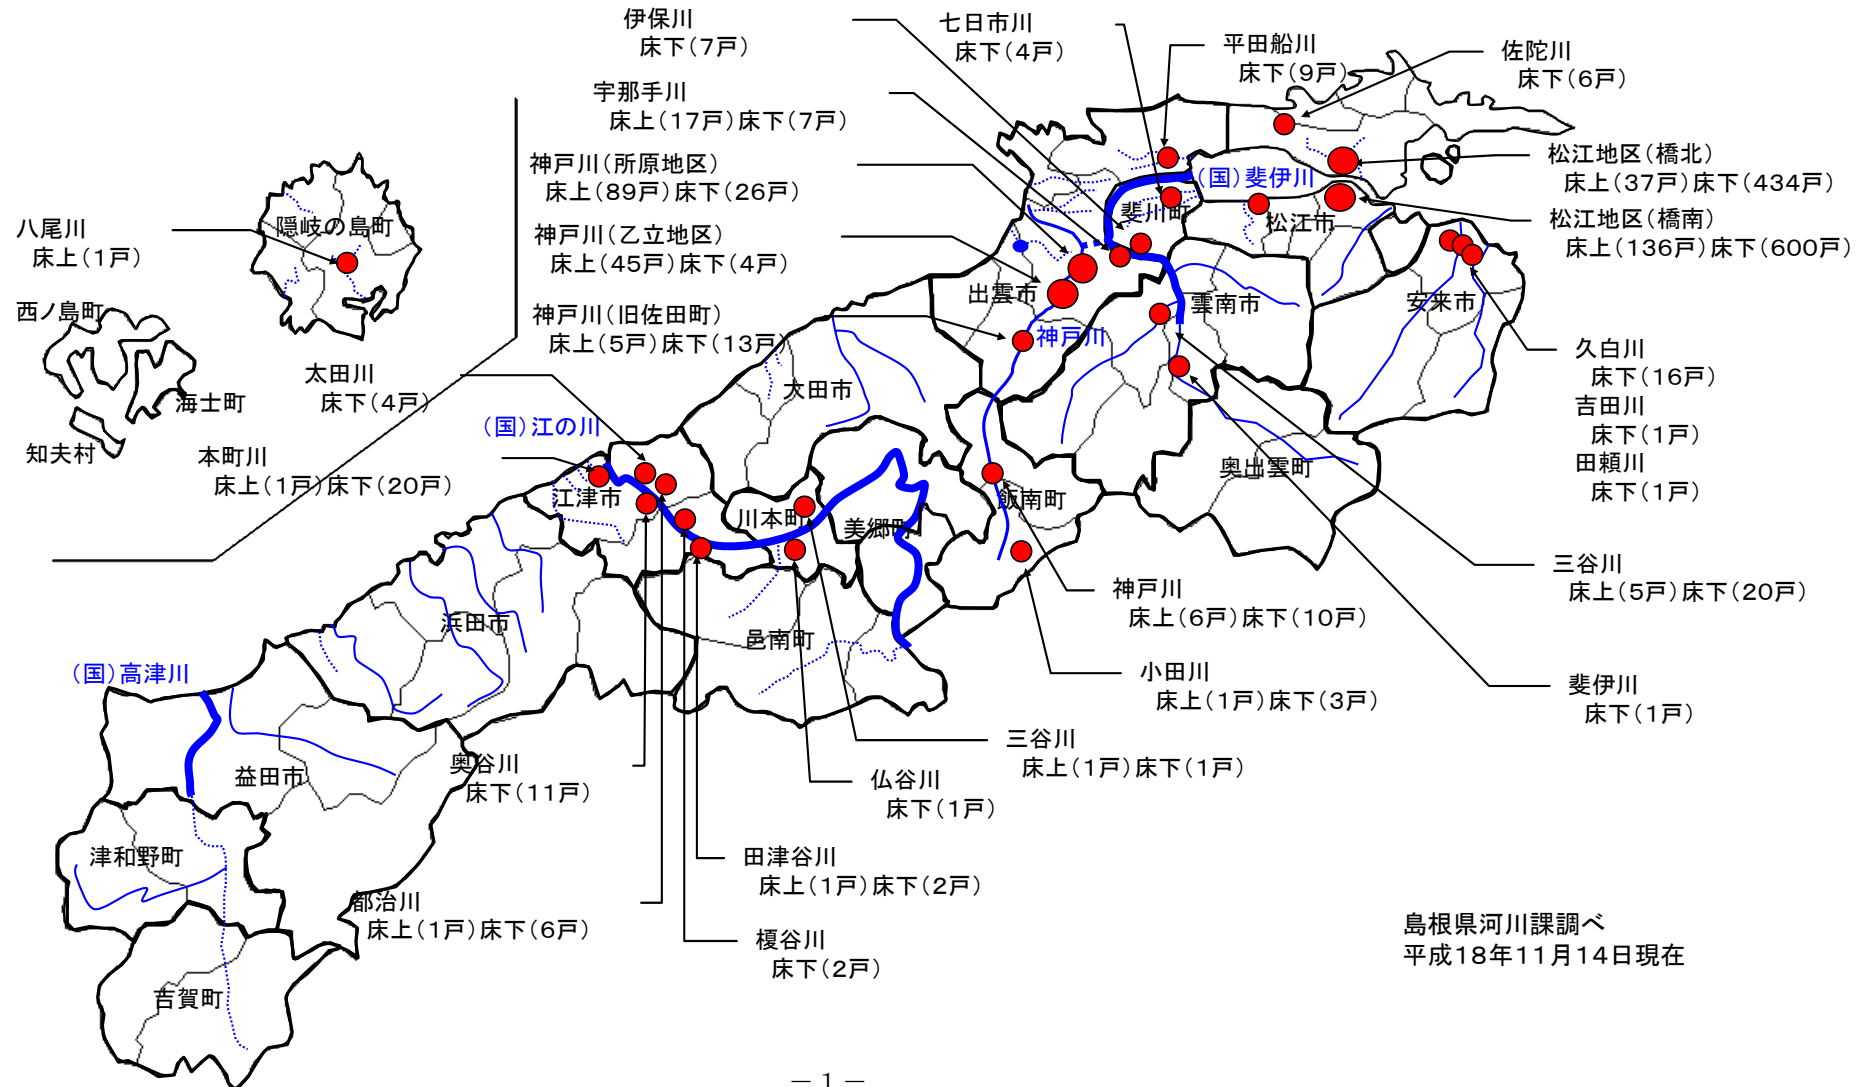 伊保川
床下（7戸）
七日市川
床下（4戸）
平田船川
床下（9戸）
佐陀川
床下（6戸）
宇那手川
床上（17戸）床下（7戸）
神戸川（所原地区）
床上（89戸）床下（26戸）
神戸川（乙立地区）
床上（45戸）床下（4戸）
神戸川（旧佐田町）
床上（5戸）床下（13戸）
松江地区（橋北）
床上（37戸）床下（434戸）
松江地区（橋南）
床上（136戸）床下（600戸）
（国）斐伊川
斐川町
松江市
八尾川
床上（1戸）
隠岐の島町
西ノ島町
海士町
知夫村
出雲市
雲南市
安来市
神戸川
久白川
床下（16戸）
吉田川
床下（1戸）
田頼川
床下（1戸）
太田川
床下（4戸）
大田市
（国）江の川
本町川
床上（1戸）床下（20戸）
江津市
川本町
美郷町
飯南町
奥出雲町
三谷川
床上（5戸）床下（20戸）
神戸川
床上（6戸）床下（10戸）
小田川
床上（1戸）床下（3戸）
斐伊川
床下（1戸）
浜田市
邑南町
（国）高津川
三谷川
床上（1戸）床下（1戸）
奥谷川
床下（11戸）
仏谷川
床下（1戸）
益田市
津和野町
田津谷川
床上（1戸）床下（2戸）
都治川
床上（1戸）床下（6戸）
榎谷川
床下（2戸）
吉賀町
島根県河川課調べ
平成18年11月14日現在
－ 1 －